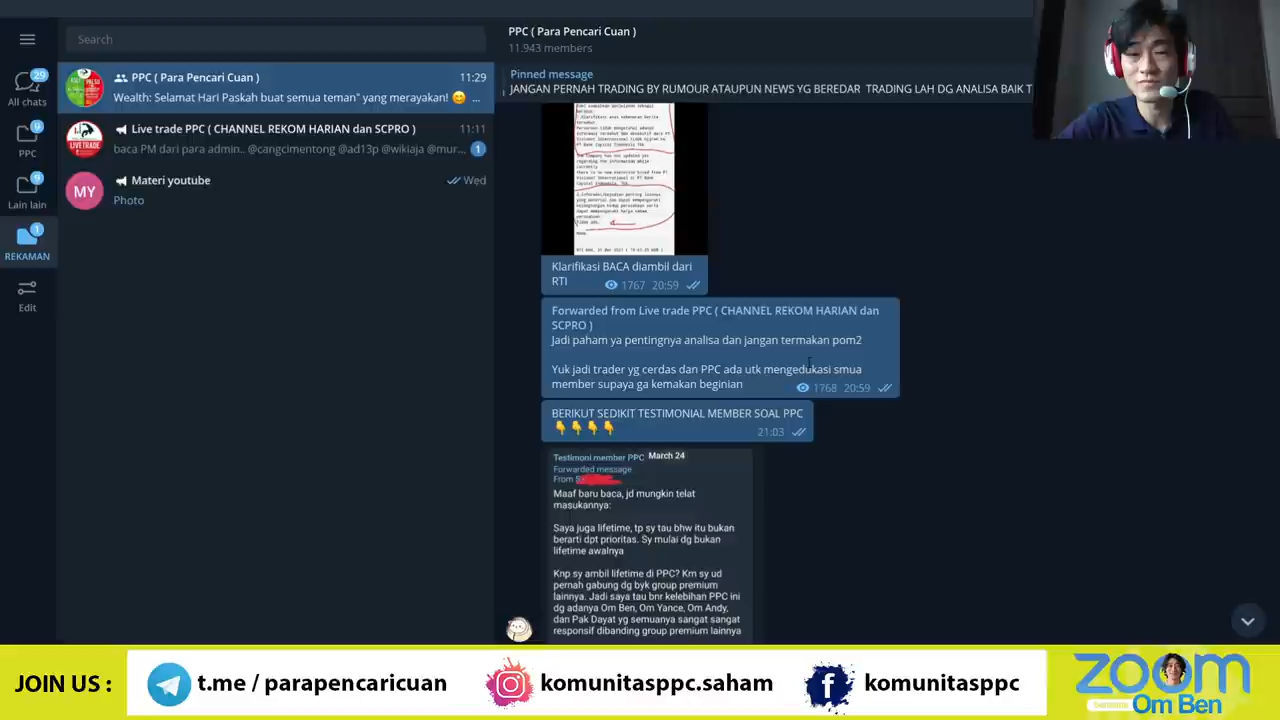 Search
PPC ( Para Pencari Cuan )
11.943 members
29
All chats
9
PPC
9
Lain lain
1
REKAMAN
Edit
PPC ( Para Pencari Cuan )
11:29
Wealth: Selamat Hari Paskah buat semua teman" yang merayakan! 😊 ...
LIVE TRADE
Live trade PPC ( CHANNEL REKOM HARIAN dan SCPRO )
11:11
baca PM dari para admin.. @cangcimentong @ad13p @wikiaja @mur...
1
MY
Materi youtube
Wed
Photo
Pinned message
JANGAN PERNAH TRADING BY RUMOUR ATAUPUN NEWS YG BEREDAR TRADING LAH DG ANALISA BAIK T
Klarifikasi BACA diambil dari
RTI
1767 20:59
Forwarded from Live trade PPC ( CHANNEL REKOM HARIAN dan
SCPRO )
Jadi paham ya pentingnya analisa dan jangan termakan pom2
Yuk jadi trader yg cerdas dan PPC ada utk mengedukasi smua
member supaya ga kemakan beginian
1768 20:59
BERIKUT SEDIKIT TESTIMONIAL MEMBER SOAL PPC
👇👇👇👇
21:03
Testimoni member PPC March 24
Forwarded message
From
Maaf baru baca, jd mungkin telat
masukannya:
Saya juga lifetime, tp sy tau bhw itu bukan
berarti dpt prioritas. Sy mulai dg bukan
lifetime awalnya
Knp sy ambil lifetime di PPC? Krn sy ud
pernah gabung dg byk group premium
lainnya. Jadi saya tau bnr kelebihan PPC ini
dg adanya Om Ben, Om Yance, Om Andy,
dan Pak Dayat yg semuanya sangat sangat
responsif dibanding group premium lainnya
JOIN US :
t.me / parapencaricuan
komunitasppc.saham
komunitasppc
zoom
bersama
Om Ben